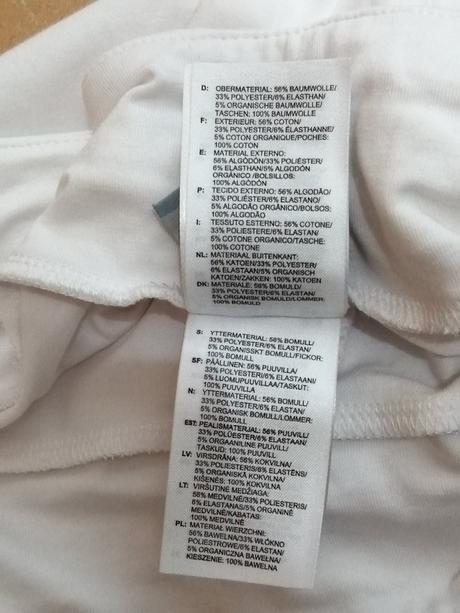 D: OBERMATERIAL: 56% BAUMWOLLE/
33% POLYESTER/6% ELASTHAN/
5% ORGANISCHE BAUMWOLLE/
TASCHEN: 100% BAUMWOLLE
F: EXTERIEUR: 56% COTON/
33% POLYESTER/6% ÉLASTHANNE/
5% COTON ORGANIQUE/POCHES:
100% COTON
E: MATERIAL EXTERNO:
56% ALGODÓN/33% POLIÉSTER/
6% ELASTHAN/5% ALGODÓN
ORGÁNICO /BOLSILLOS:
100% ALGODÓN
P: TECIDO EXTERNO: 56% ALGODÃO/
33% POLIÉSTER/6% ELASTANO/
5% ALGODÃO ORGÂNICO/BOLSOS:
100% ALGODÃO
I: TESSUTO ESTERNO: 56% COTONE/
33% POLIESTERE/6% ELASTAN/
5% COTONE ORGANICO/TASCHE:
100% COTONE
NL: MATERIAAL BUITENKANT:
56% KATOEN/33% POLYESTER/
6% ELASTAAN/5% ORGANISCH
KATOEN/ZAKKEN: 100% KATOEN
DK: MATERIALE: 56% BOMULD/
33% POLYESTER/6% ELASTAN/
5% ORGANISK BOMULD/LOMMER:
100% BOMULD
S: YTTERMATERIAL: 56% BOMULL/
33% POLYESTER/6% ELASTAN/
5% ORGANISSKT BOMULL/FICKOR:
100% BOMULL
SF: PÄÄLLINEN: 56% PUUVILLA/
33% POLYESTERI/6% ELASTAANI/
5% LUOMUPUUVILLAA/TASKUT:
100% PUUVILLA
N: YTTERMATERIAL: 56% BOMULL/
33% POLYESTER/6% ELASTAN/
5% ORGANISK BOMULL/LOMMER:
100% BOMULL
EST: PEALISMATERJAL: 56% PUUVILL/
33% POLÜESTER/6% ELASTAAN/
5% ORGAANILINE PUUVILL/
TASKUD: 100% PUUVILL
LV: VIRSDRĀNA: 56% KOKVILNA/
33% POLIESTERIS/6% ELASTĒNS/
5% ORGANISKĀ KOKVILNA/
KIŠENĒS: 100% KOKVILNA
LT: VIRŠUTINĖ MEDŽIAGA:
56% MEDVILNĖ/33% POLIESTERIS/
6% ELASTANAS/5% ORGANINĖ
MEDVILNĖ/KABATAS:
100% MEDVILNĖ
PL: MATERIAŁ WIERZCHNI:
56% BAWEŁNA/33% WŁÓKNO
POLIESTROWE/6% ELASTAN/
5% ORGANICZNA BAWEŁNA/
KIESZENIE: 100% BAWEŁNA